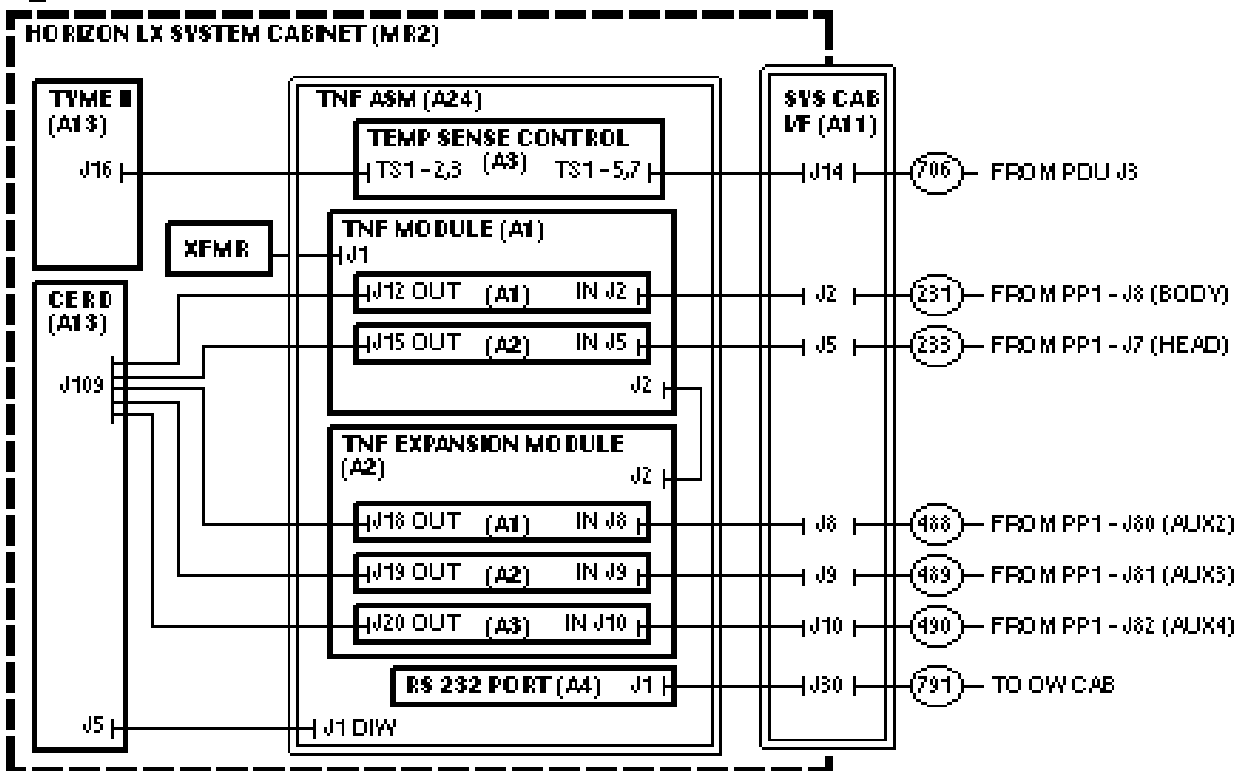 HORIZON LX SYSTEM CABINET (MR2)
TYME II
(A13)
J16
TNF ASM (A24)
TEMP SENSE CONTROL
(A3)
TS1 - 2,3
TS1 - 5,7
SYS CAB
I/F (A11)
J14
706
FROM PDU J3
XFMR
TNF MODULE (A1)
J1
J12 OUT (A1) IN J2
J2
231
FROM PP1 - J8 (BODY)
J15 OUT (A2) IN J5
J5
233
FROM PP1 - J7 (HEAD)
J2
CERD
(A13)
J109
TNF EXPANSION MODULE
(A2)
J2
J18 OUT (A1) IN J8
J8
488
FROM PP1 - J80 (AUX2)
J19 OUT (A2) IN J9
J9
489
FROM PP1 - J81 (AUX3)
J20 OUT (A3) IN J10
J10
490
FROM PP1 - J82 (AUX4)
RS 232 PORT (A4) J1
J30
791
TO OW CAB
J5
J1 DIW